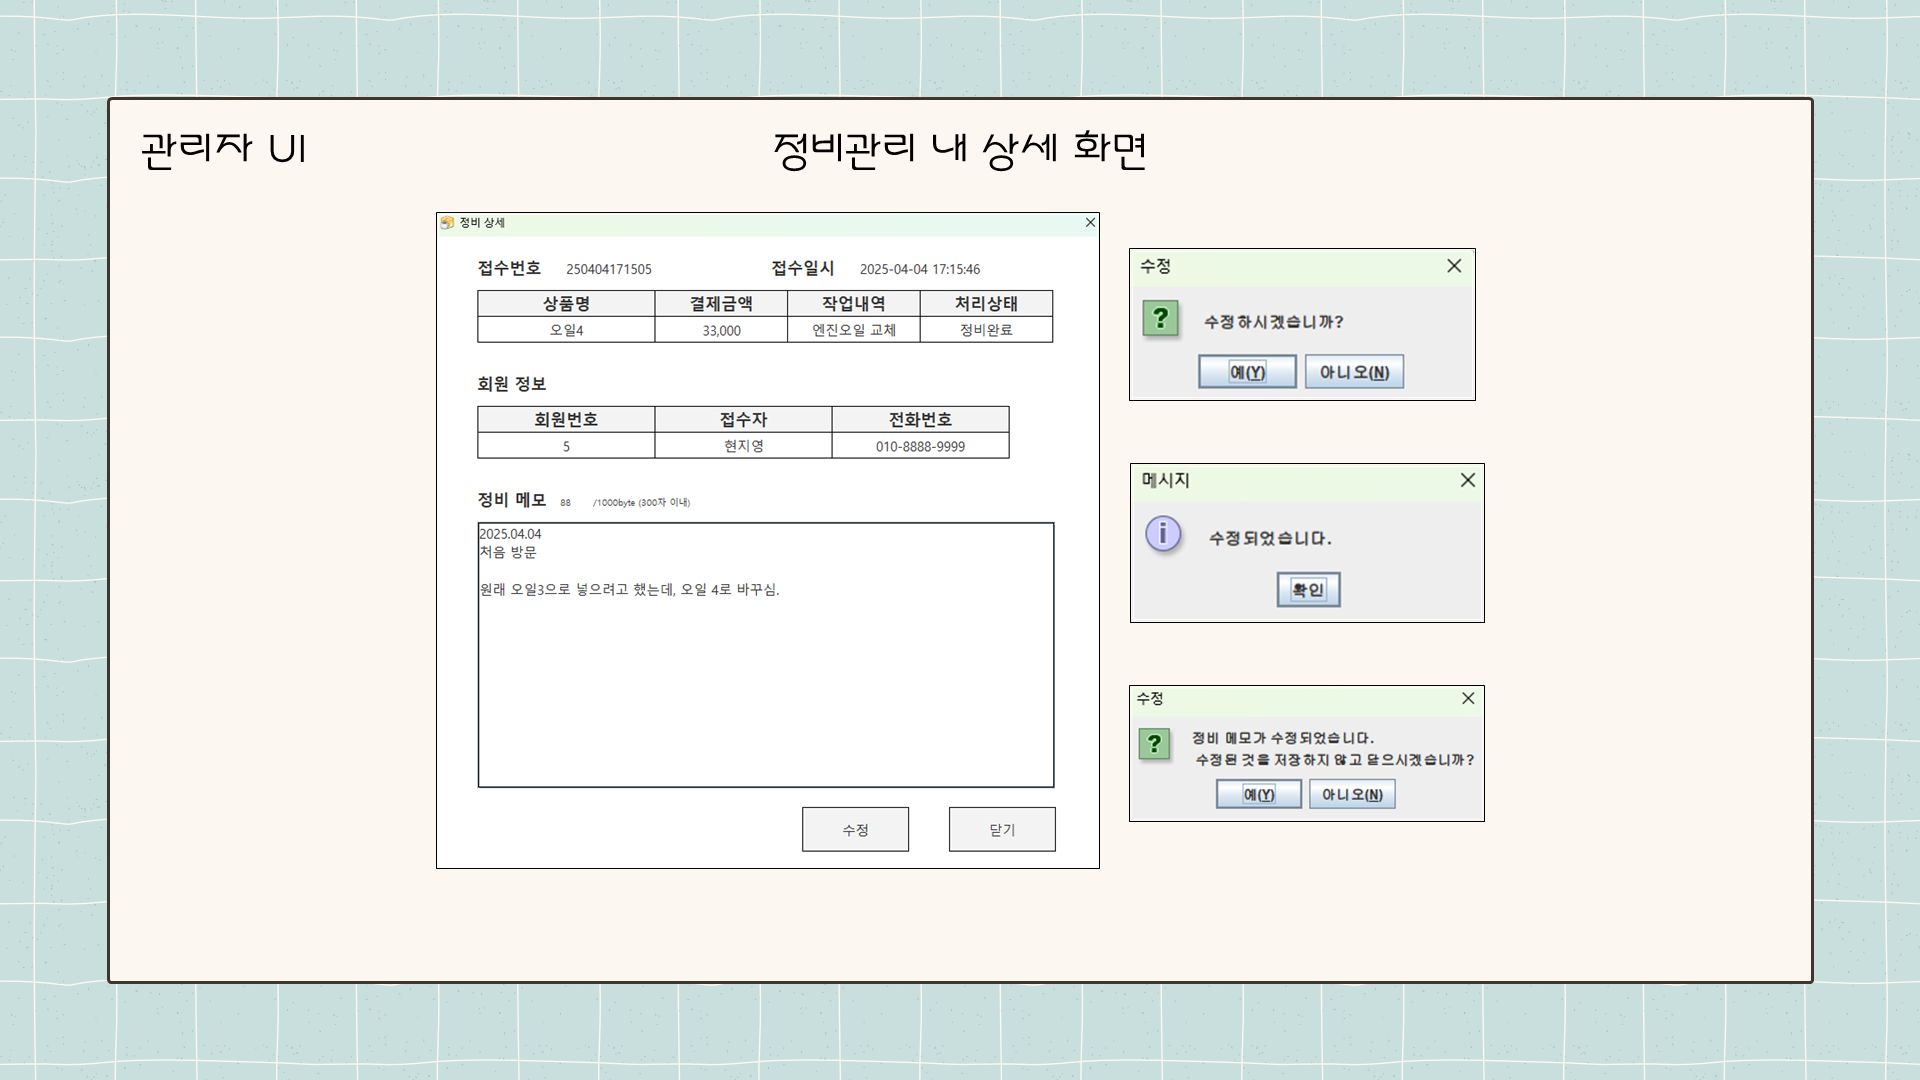 관리자 UI
정비관리 내 상세 화면
정비 상세
접수번호 250404171505 접수일시 2025-04-04 17:15:46
상품명 결제금액 작업내역 처리상태
오일4 33,000 엔진오일 교체 정비완료
회원 정보
회원번호 접수자 전화번호
5 현지영 010-8888-9999
정비 메모 88 /1000byte (300자 이내)
2025.04.04
처음 방문
원래 오일3으로 넣으려고 했는데, 오일 4로 바꾸심.
수정 닫기
수정
수정하시겠습니까?
예(Y) 아니오(N)
메시지
수정되었습니다.
확인
수정
정비 메모가 수정되었습니다.
수정된 것을 저장하지 않고 닫으시겠습니까?
예(Y) 아니오(N)